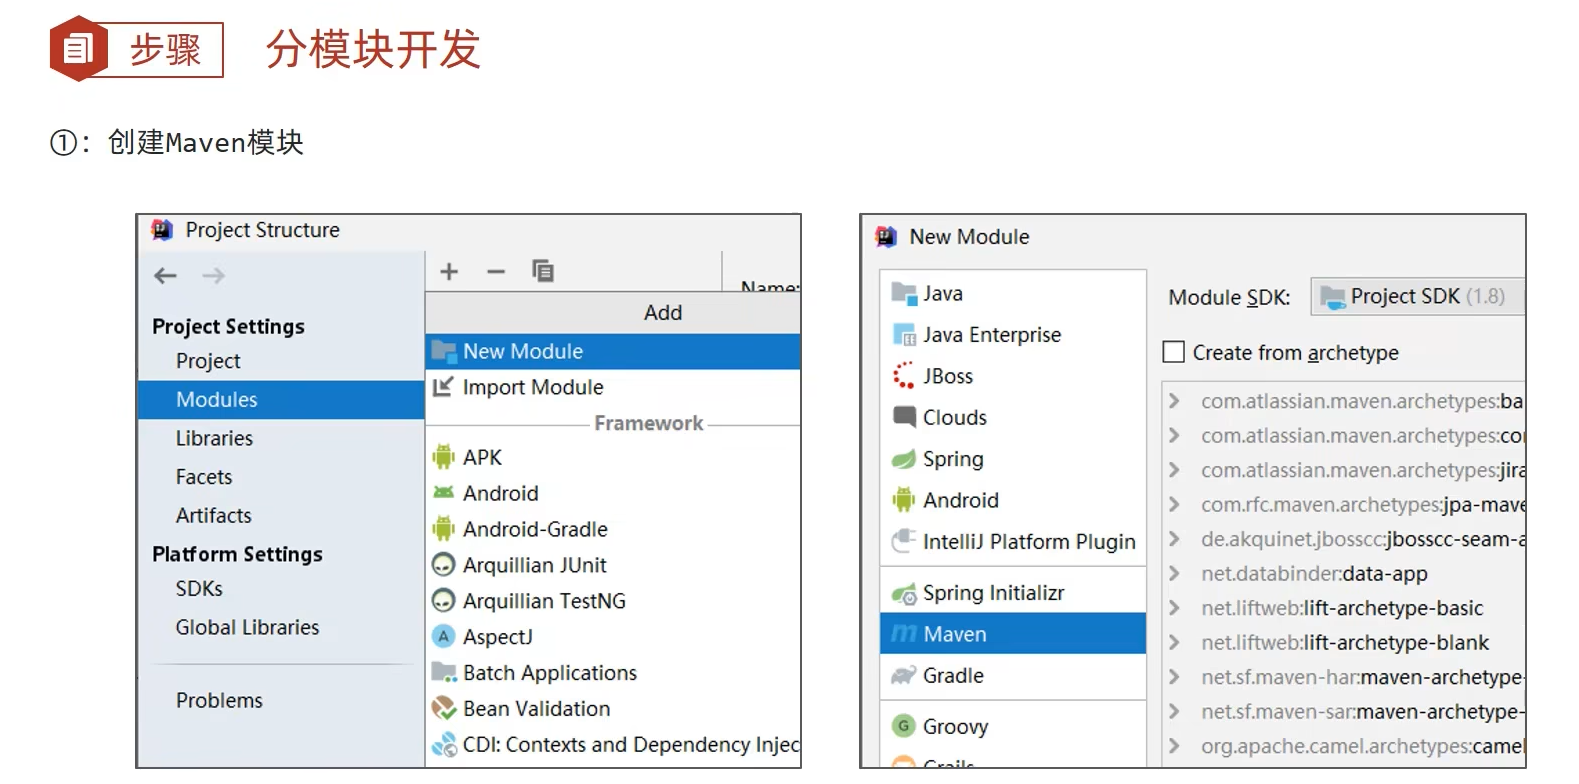 步骤
分模块开发
①：创建Maven模块
Project Structure
Project Settings
Project
Modules
Libraries
Facets
Artifacts
Platform Settings
SDKs
Global Libraries
Problems
Name:
Add
New Module
Import Module
Framework
APK
Android
Android-Gradle
Arquillian JUnit
Arquillian TestNG
A AspectJ
Batch Applications
Bean Validation
CDI: Contexts and Dependency Injec
New Module
Java
Java Enterprise
JBoss
Clouds
Spring
Android
IntelliJ Platform Plugin
Spring Initializr
m Maven
Gradle
G Groovy
Grails
Module SDK: Project SDK (1.8)
Create from archetype
com.atlassian.maven.archetypes:ba
com.atlassian.maven.archetypes:co
com.atlassian.maven.archetypes:jira
com.rfc.maven.archetypes:jpa-mave
de.akquinet.jbosscc:jbosscc-seam-a
net.databinder:data-app
net.liftweb:lift-archetype-basic
net.liftweb:lift-archetype-blank
net.sf.maven-har:maven-archetype-
net.sf.maven-sar:maven-archetype-
org.apache.camel.archetypes:camel